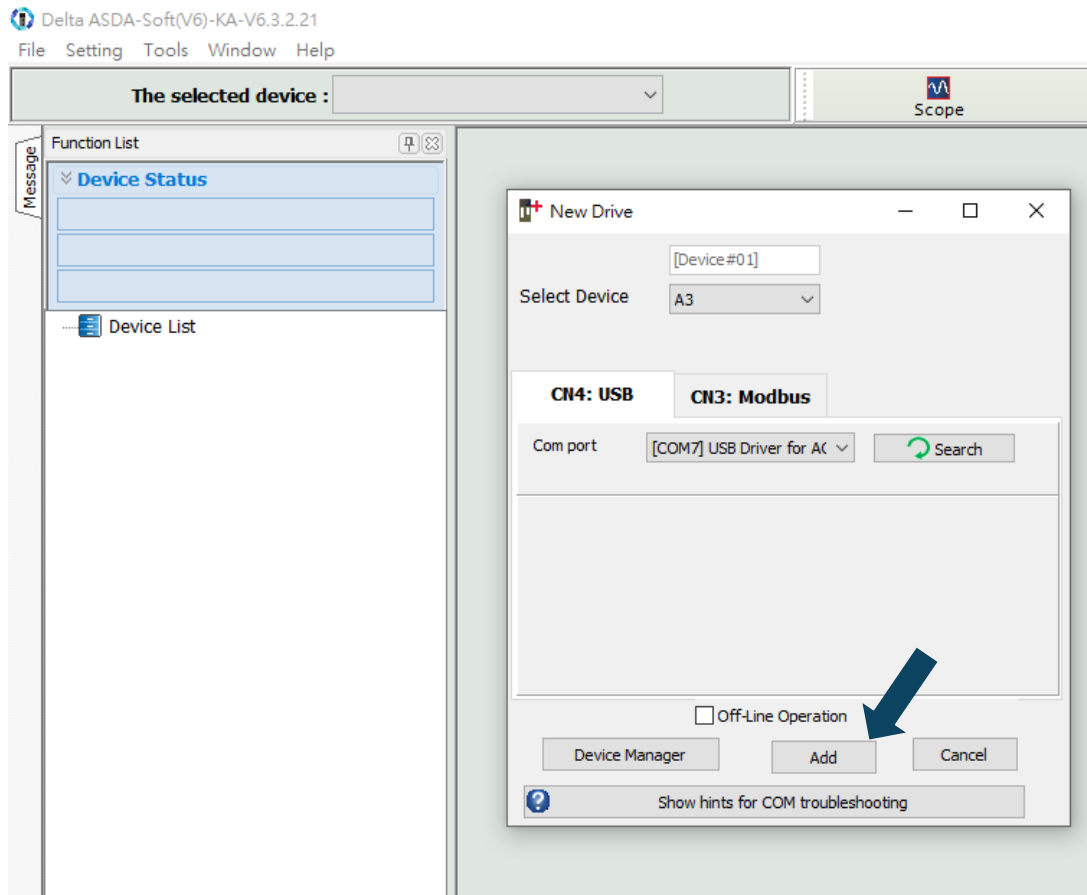 Delta ASDA-Soft(V6)-KA-V6.3.2.21
File Setting Tools Window Help
The selected device :
Scope
Message
Function List
Device Status
Device List
New Drive
[Device#01]
Select Device A3
CN4: USB CN3: Modbus
Com port [COM7] USB Driver for A( Search
Off-Line Operation
Device Manager Add Cancel
Show hints for COM troubleshooting